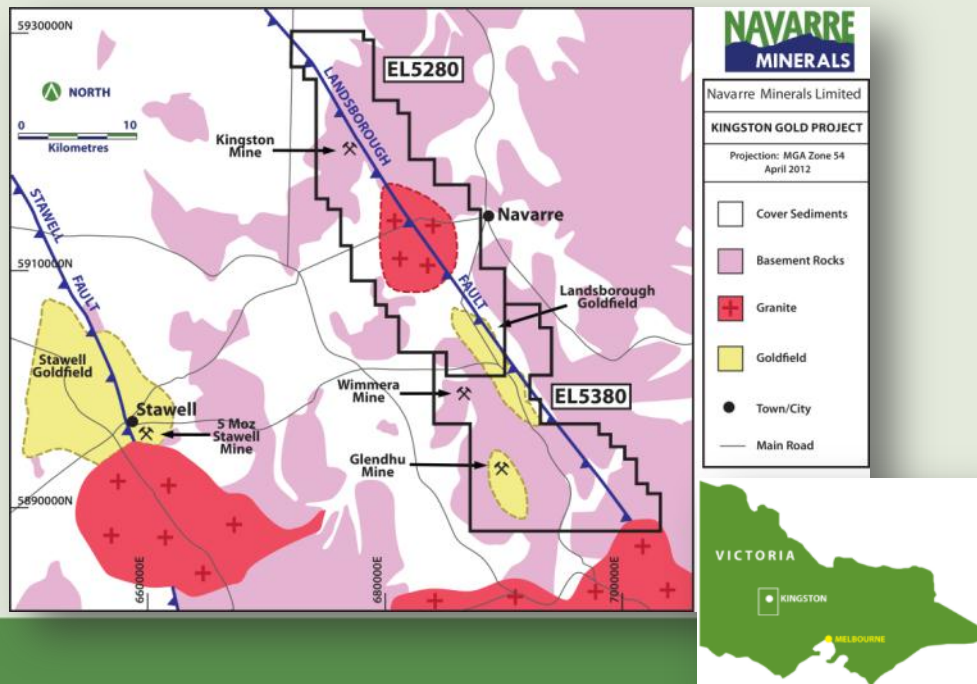 5930000N
EL5280
NORTH
0 10
Kilometres
LANDSBOROUGH
FAULT
Kingston
Mine
STAWELL
FAULT
Navarre
5910000N
Landsborough
Goldfield
Stawell
Goldfield
Wimmera
Mine
EL5380
Stawell
5 Moz
Stawell
Mine
Glendhu
Mine
5890000N
660000E
680000E
700000E
NAVARRE
MINERALS
Navarre Minerals Limited
KINGSTON GOLD PROJECT
Projection: MGA Zone 54
April 2012
Cover Sediments
Basement Rocks
Granite
Goldfield
Town/City
Main Road
VICTORIA
KINGSTON
MELBOURNE